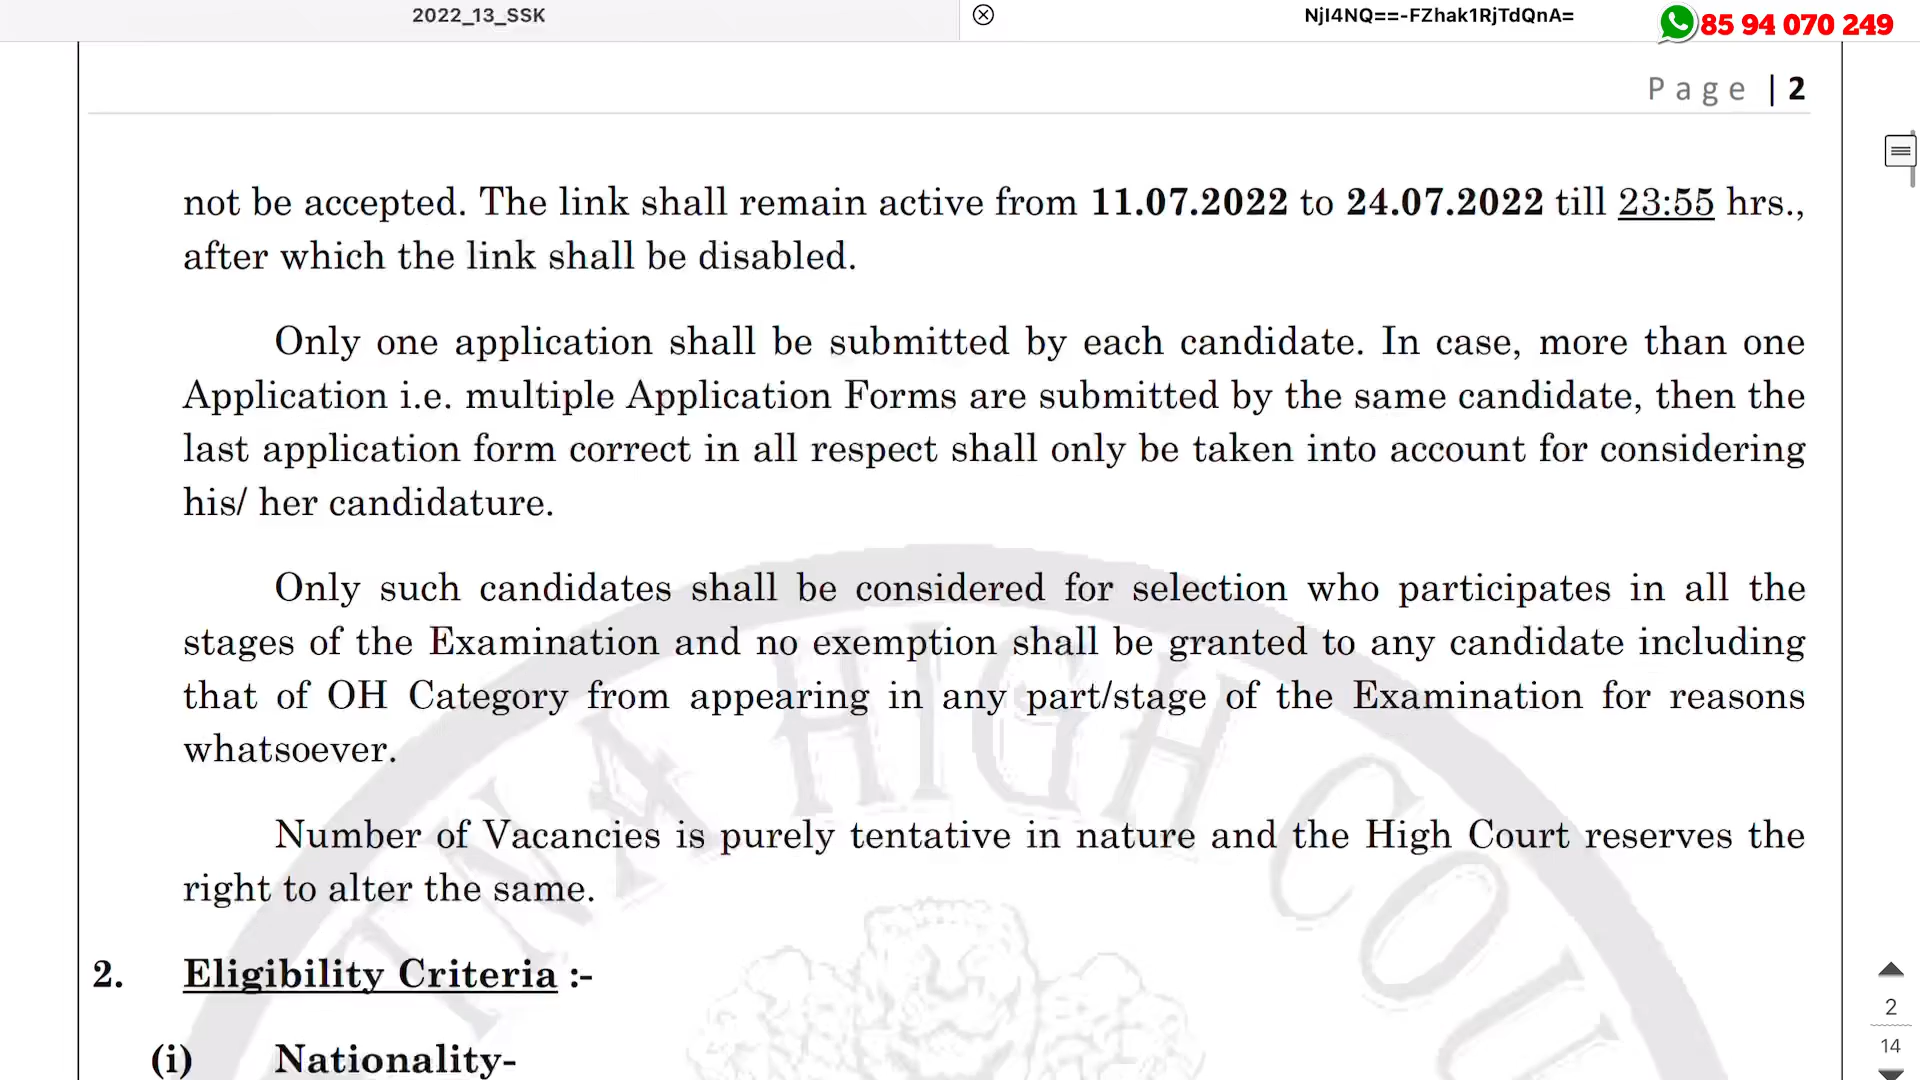 2022_13_SSK
NjI4NQ==-FZhak1RjTdQnA=
85 94 070 249
Page | 2
not be accepted. The link shall remain active from 11.07.2022 to 24.07.2022 till 23:55 hrs.,
after which the link shall be disabled.
Only one application shall be submitted by each candidate. In case, more than one
Application i.e. multiple Application Forms are submitted by the same candidate, then the
last application form correct in all respect shall only be taken into account for considering
his/ her candidature.
Only such candidates shall be considered for selection who participates in all the
stages of the Examination and no exemption shall be granted to any candidate including
that of OH Category from appearing in any part/stage of the Examination for reasons
whatsoever.
Number of Vacancies is purely tentative in nature and the High Court reserves the
right to alter the same.
2. Eligibility Criteria :-
(i) Nationality-
2
14
TNA HIGH COU